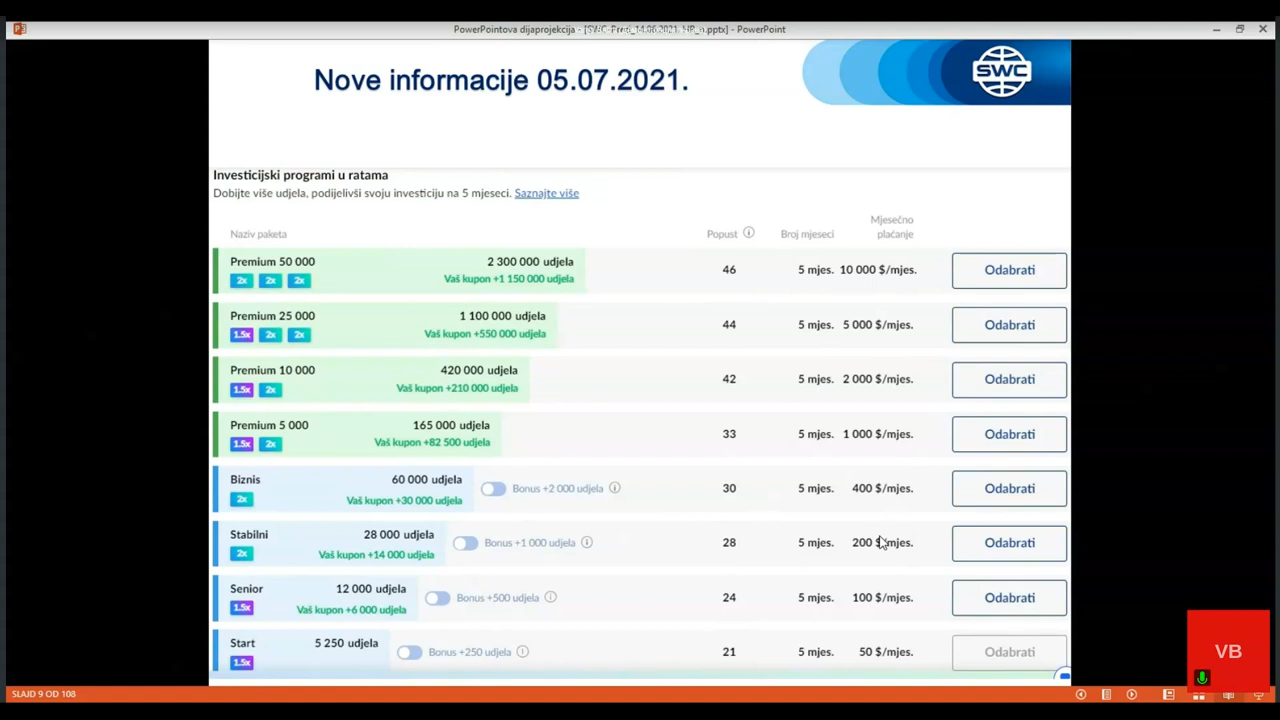 PowerPointova dijaprojekcija - [SWC_Prez_14.06.2021._HR_n.pptx] - PowerPoint
Nove informacije 05.07.2021.
SWC
Investicijski programi u ratama
Dobijte više udjela, podijelivši svoju investiciju na 5 mjeseci. Saznajte više
Naziv paketa Popust Broj mjeseci Mjesečno plaćanje
Premium 50 000 2 300 000 udjela 46 5 mjes. 10 000 $/mjes. Odabrati
2x 2x 2x Vaš kupon +1 150 000 udjela
Premium 25 000 1 100 000 udjela 44 5 mjes. 5 000 $/mjes. Odabrati
1.5x 2x 2x Vaš kupon +550 000 udjela
Premium 10 000 420 000 udjela 42 5 mjes. 2 000 $/mjes. Odabrati
1.5x 2x Vaš kupon +210 000 udjela
Premium 5 000 165 000 udjela 33 5 mjes. 1 000 $/mjes. Odabrati
1.5x 2x Vaš kupon +82 500 udjela
Biznis 60 000 udjela Bonus +2 000 udjela 30 5 mjes. 400 $/mjes. Odabrati
2x Vaš kupon +30 000 udjela
Stabilni 28 000 udjela Bonus +1 000 udjela 28 5 mjes. 200 $/mjes. Odabrati
2x Vaš kupon +14 000 udjela
Senior 12 000 udjela Bonus +500 udjela 24 5 mjes. 100 $/mjes. Odabrati
1.5x Vaš kupon +6 000 udjela
Start 5 250 udjela Bonus +250 udjela 21 5 mjes. 50 $/mjes. Odabrati
1.5x
VB
SLAJD 9 OD 108